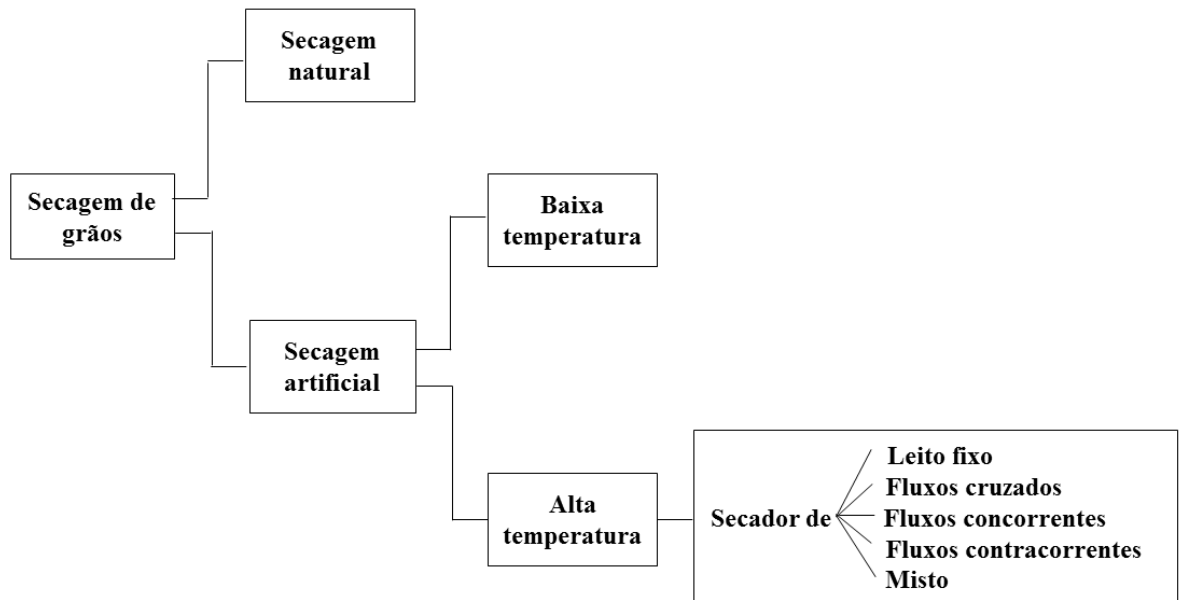 Secagem
natural
Secagem de
grãos
Baixa
temperatura
Secagem
artificial
Alta
temperatura
Secador de
Leito fixo
Fluxos cruzados
Fluxos concorrentes
Fluxos contracorrentes
Misto